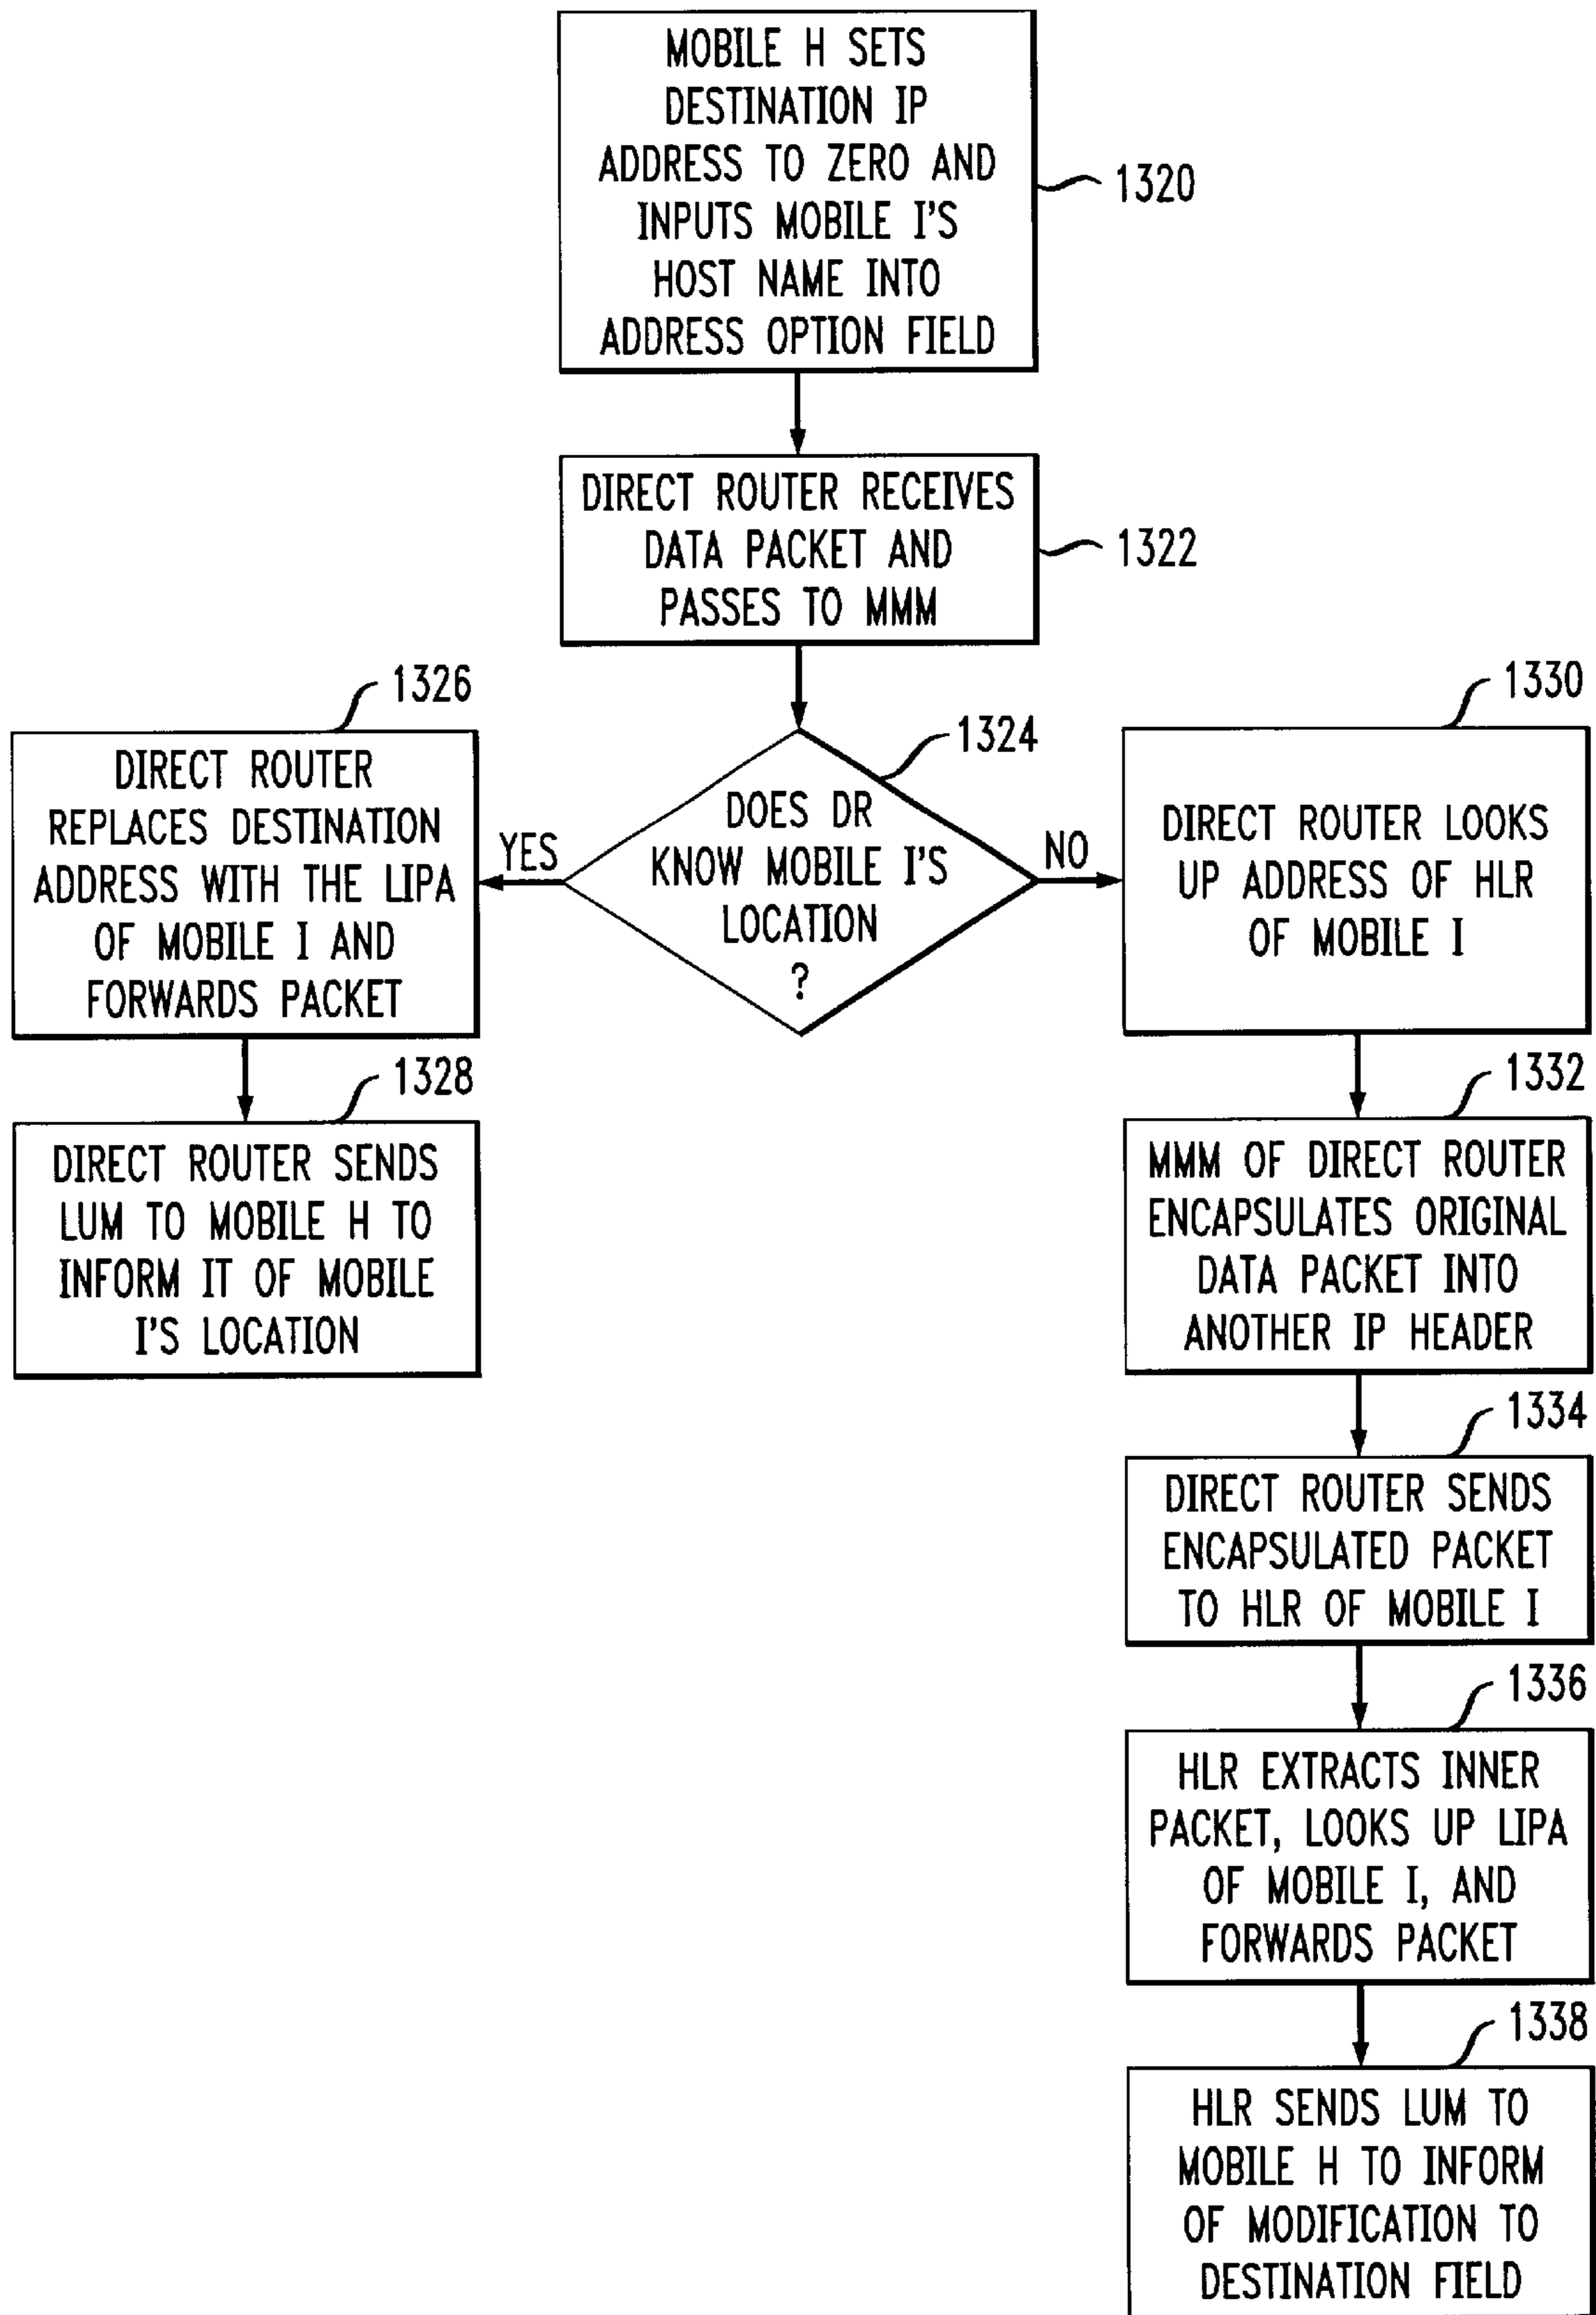 MOBILE H SETS
DESTINATION IP
ADDRESS TO ZERO AND
INPUTS MOBILE I'S
HOST NAME INTO
ADDRESS OPTION FIELD
1320
DIRECT ROUTER RECEIVES
DATA PACKET AND
PASSES TO MMM
1322
1324
DOES DR
KNOW MOBILE I'S
LOCATION
?
YES
NO
1326
DIRECT ROUTER
REPLACES DESTINATION
ADDRESS WITH THE LIPA
OF MOBILE I AND
FORWARDS PACKET
1328
DIRECT ROUTER SENDS
LUM TO MOBILE H TO
INFORM IT OF MOBILE
I'S LOCATION
1330
DIRECT ROUTER LOOKS
UP ADDRESS OF HLR
OF MOBILE I
1332
MMM OF DIRECT ROUTER
ENCAPSULATES ORIGINAL
DATA PACKET INTO
ANOTHER IP HEADER
1334
DIRECT ROUTER SENDS
ENCAPSULATED PACKET
TO HLR OF MOBILE I
1336
HLR EXTRACTS INNER
PACKET, LOOKS UP LIPA
OF MOBILE I, AND
FORWARDS PACKET
1338
HLR SENDS LUM TO
MOBILE H TO INFORM
OF MODIFICATION TO
DESTINATION FIELD